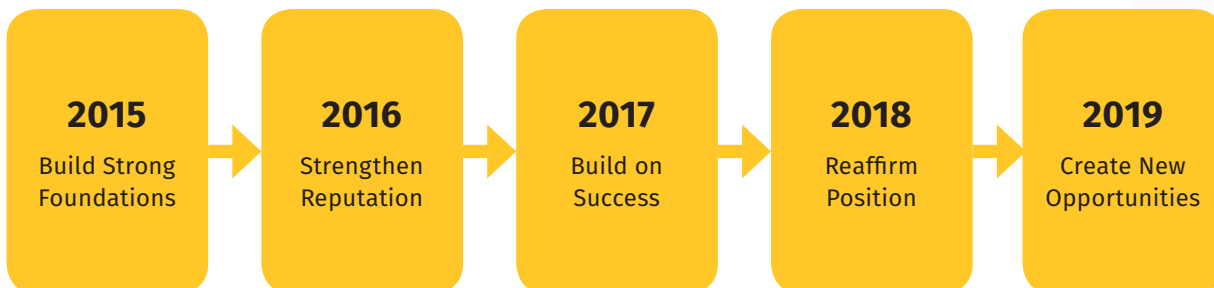 2015
Build Strong
Foundations
2016
Strengthen
Reputation
2017
Build on
Success
2018
Reaffirm
Position
2019
Create New
Opportunities